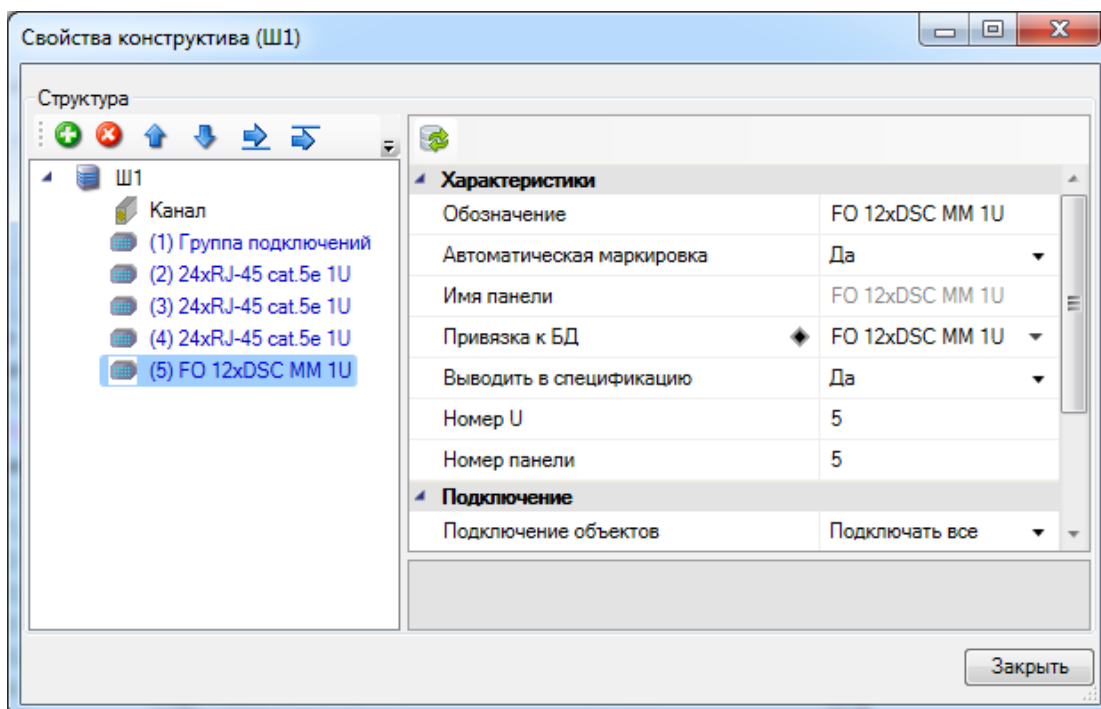 Свойства конструктива (Ш1)
Структура
Ш1
Канал
(1) Группа подключений
(2) 24xRJ-45 cat.5e 1U
(3) 24xRJ-45 cat.5e 1U
(4) 24xRJ-45 cat.5e 1U
(5) FO 12xDSC MM 1U
Характеристики
Обозначение FO 12xDSC MM 1U
Автоматическая маркировка Да
Имя панели FO 12xDSC MM 1U
Привязка к БД FO 12xDSC MM 1U
Выводить в спецификацию Да
Номер U 5
Номер панели 5
Подключение
Подключение объектов Подключать все
Закрыть